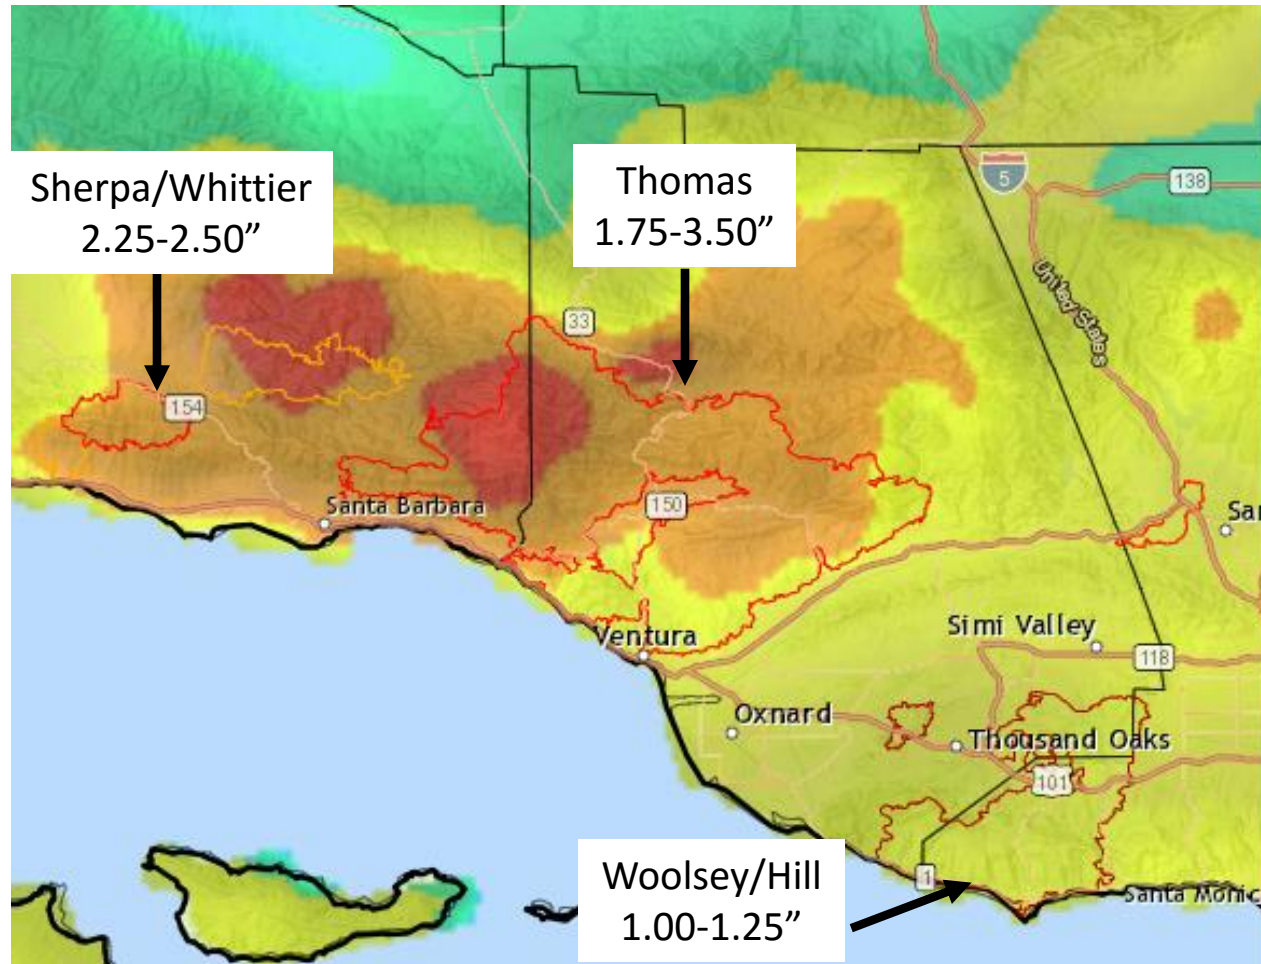 Sherpa/Whittier
2.25-2.50”
Thomas
1.75-3.50”
5
138
United States
33
154
Santa Barbara
150
Ventura
Simi Valley
118
Oxnard
Thousand Oaks
101
Woolsey/Hill
1.00-1.25”
1
Santa Monic